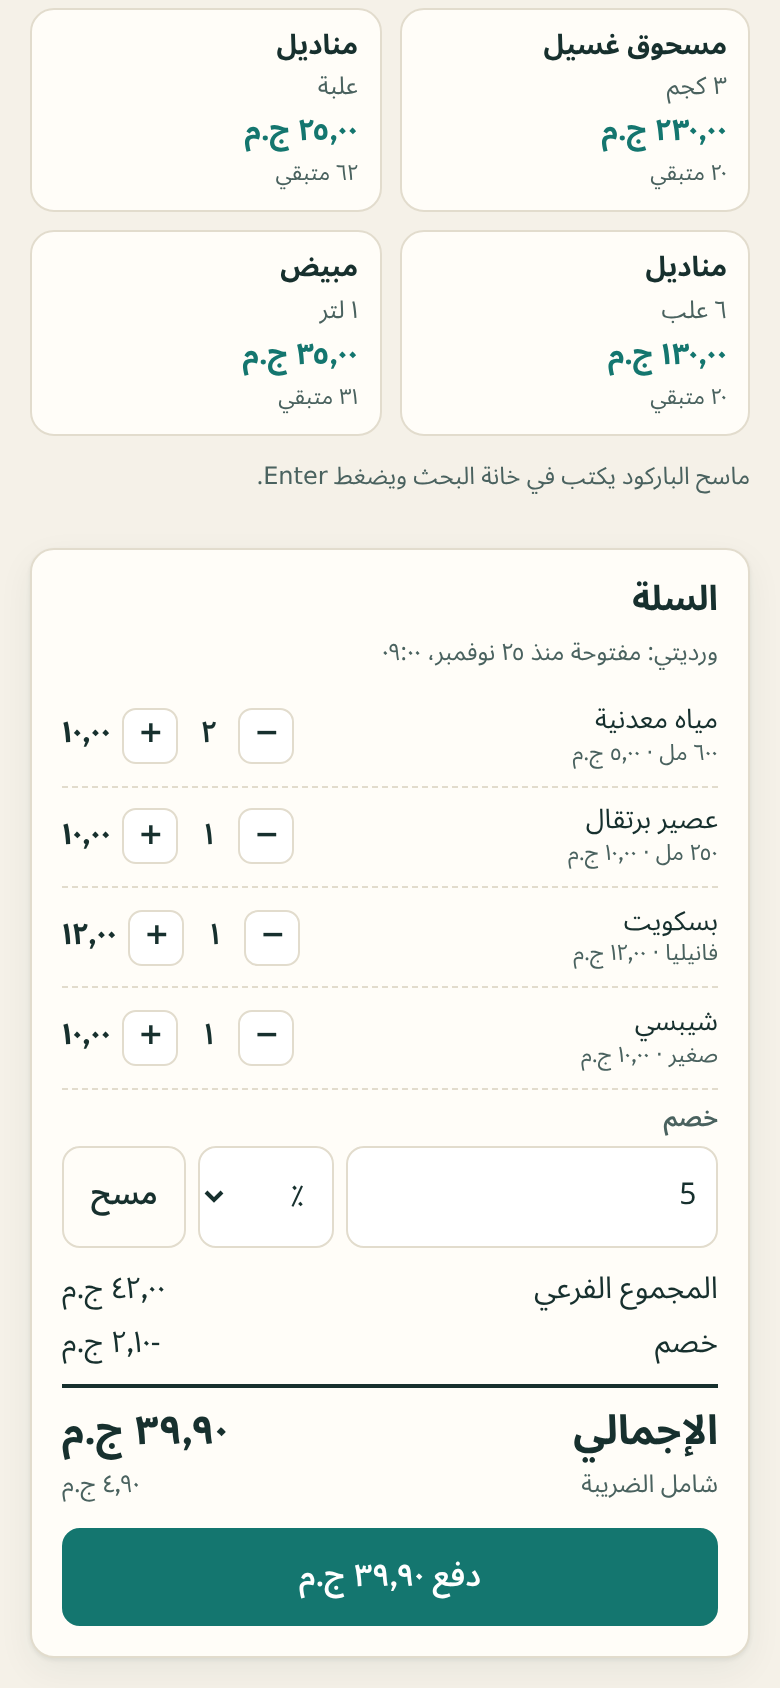 مسحوق غسيل
٣ كجم
٢٣٠,٠٠ ج.م
٢٠ متبقي
مناديل
علبة
٢٥,٠٠ ج.م
٦٢ متبقي
مناديل
٦ علب
١٣٠,٠٠ ج.م
٢٠ متبقي
مبيض
١ لتر
٣٥,٠٠ ج.م
٣١ متبقي
ماسح الباركود يكتب في خانة البحث ويضغط Enter.
السلة
ورديتي: مفتوحة منذ ٢٥ نوفمبر، ٠٩:٠٠
مياه معدنية
٦٠٠ مل · ٥,٠٠ ج.م
− ٢ + ١٠,٠٠
عصير برتقال
٢٥٠ مل · ١٠,٠٠ ج.م
− ١ + ١٠,٠٠
بسكويت
فانيليا · ١٢,٠٠ ج.م
− ١ + ١٢,٠٠
شيبسي
صغير · ١٠,٠٠ ج.م
− ١ + ١٠,٠٠
خصم
5 ٪ مسح
المجموع الفرعي ٤٢,٠٠ ج.م
خصم -٢,١٠ ج.م
الإجمالي ٣٩,٩٠ ج.م
شامل الضريبة ٤,٩٠ ج.م
دفع ٣٩,٩٠ ج.م